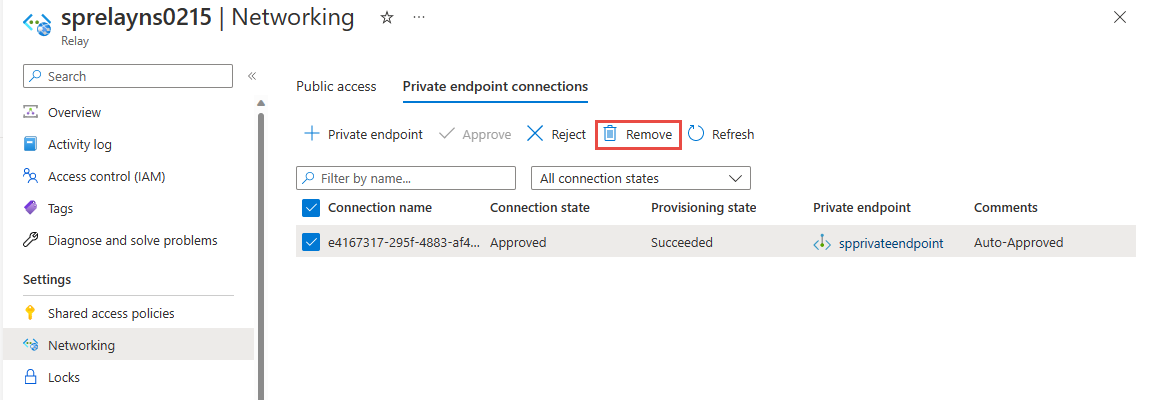 sprelayns0215 | Networking
Relay
Search
Overview
Activity log
Access control (IAM)
Tags
Diagnose and solve problems
Settings
Shared access policies
Networking
Locks
Public access
Private endpoint connections
Private endpoint
Approve
Reject
Remove
Refresh
Filter by name...
All connection states
Connection name
Connection state
Provisioning state
Private endpoint
Comments
e4167317-295f-4883-af4...
Approved
Succeeded
spprivateendpoint
Auto-Approved